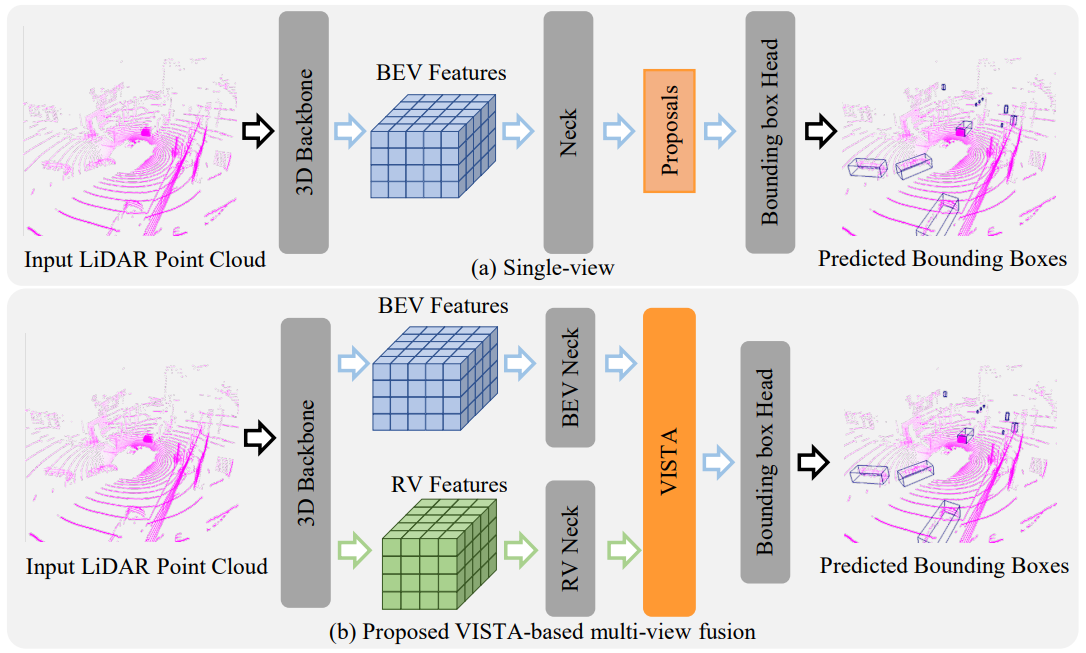 BEV Features
3D Backbone
Neck
Proposals
Bounding box Head
Input LiDAR Point Cloud
Predicted Bounding Boxes
(a) Single-view
BEV Features
3D Backbone
BEV Neck
VISTA
Bounding box Head
RV Features
RV Neck
Input LiDAR Point Cloud
Predicted Bounding Boxes
(b) Proposed VISTA-based multi-view fusion